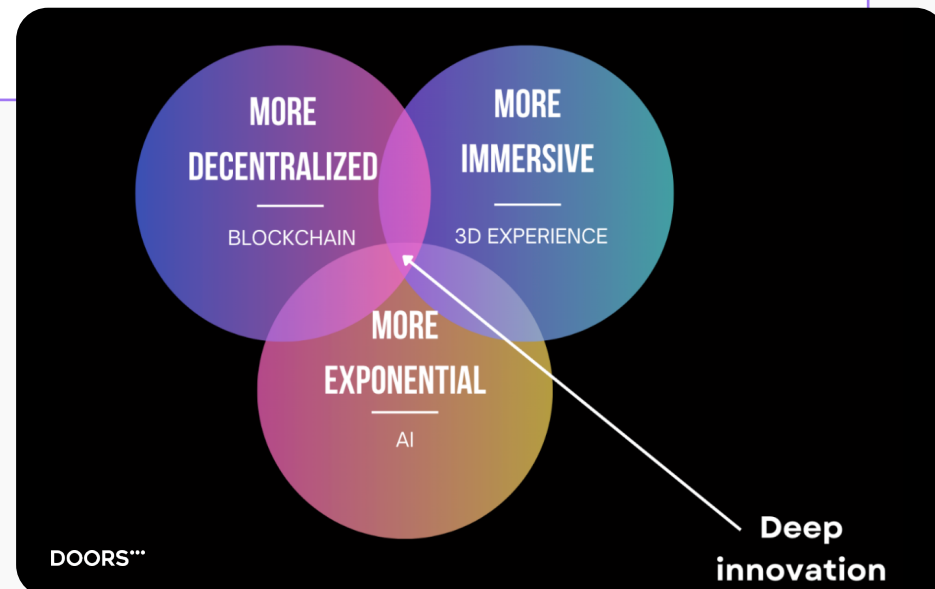 MORE
DECENTRALIZED
BLOCKCHAIN
MORE
IMMERSIVE
3D EXPERIENCE
MORE
EXPONENTIAL
AI
DOORS•••
Deep
innovation